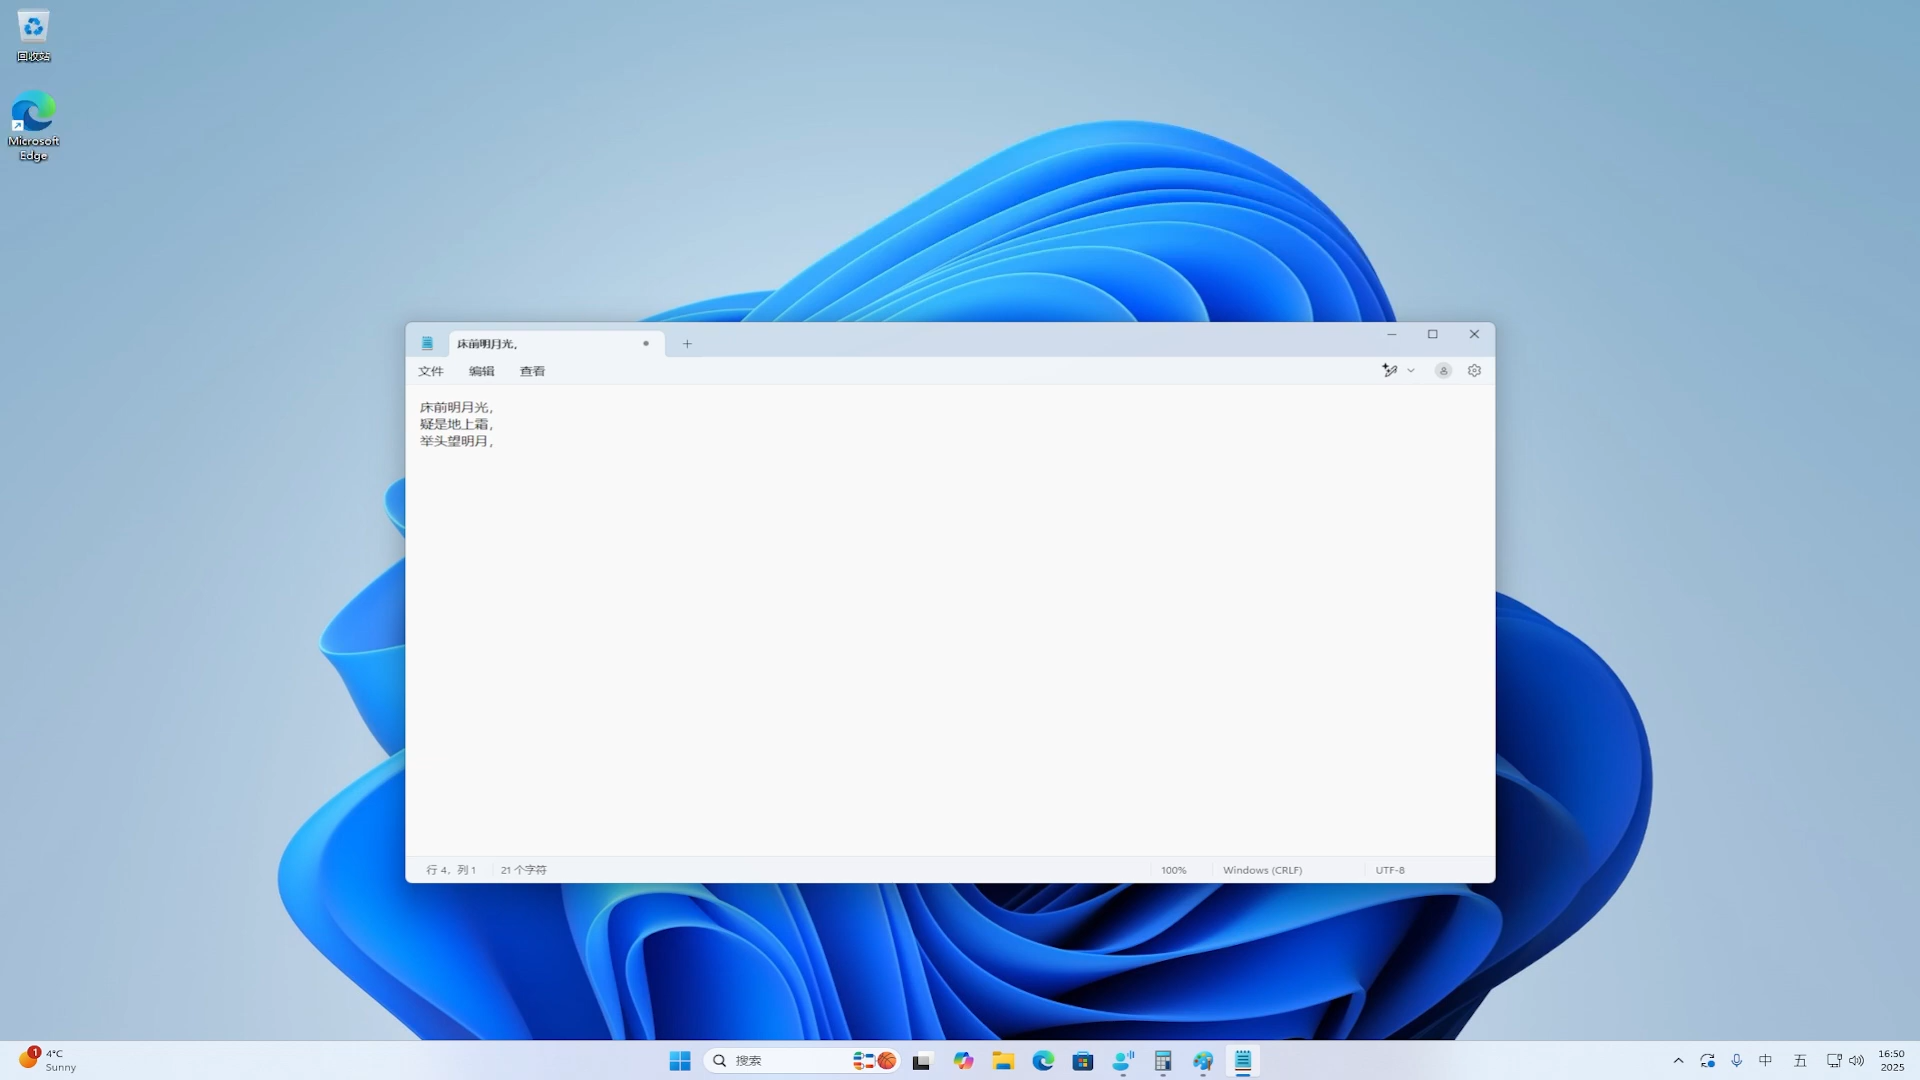 回收站
Microsoft
Edge
床前明月光，
文件 编辑 查看
床前明月光，
疑是地上霜，
举头望明月，
行 4，列 1 21 个字符 100% Windows (CRLF) UTF-8
1
4°C
Sunny
搜索
中 五
16:50
2025